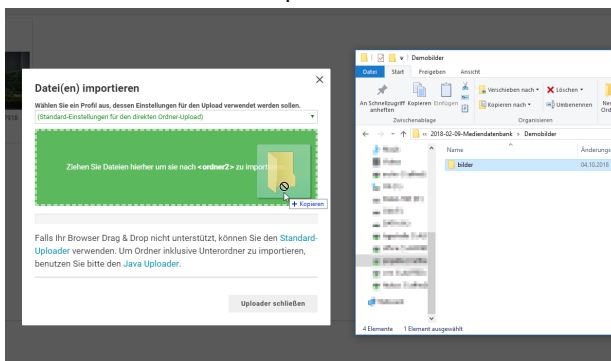 Datei(en) importieren
Wählen Sie ein Profil aus, dessen Einstellungen für den Upload verwendet werden sollen.
(Standard-Einstellungen für den direkten Ordner-Upload)
Ziehen Sie Dateien hierher um sie nach <ordner2> zu
+ Kopieren
Falls Ihr Browser Drag & Drop nicht unterstützt, können Sie den Standard-
Uploader verwenden. Um Ordner inklusive Unterordner zu importieren,
benutzen Sie bitte den Java Uploader.
Uploader schließen
Demobilder
Datei Start Freigeben Ansicht
An Schnellzugriff anheften
Kopieren
Einfügen
Verschieben nach
Löschen
Kopieren nach
Umbenennen
Zwischenablage
Organisieren
« 2018-02-09-Mediendatenbank > Demobilder
Name
bilder
04.10.2018
4 Elemente 1 Element ausgewählt